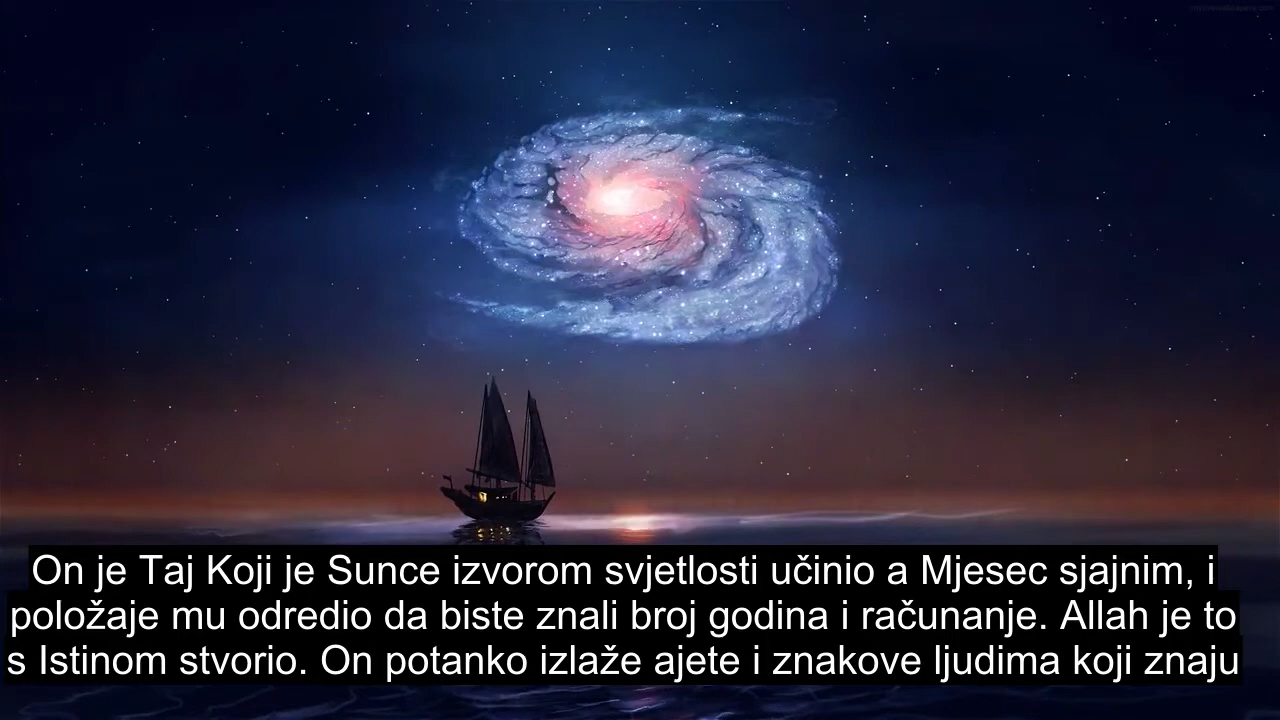 On je Taj Koji je Sunce izvorom svjetlosti učinio a Mjesec sjajnim, i
položaje mu odredio da biste znali broj godina i računanje. Allah je to
s Istinom stvorio. On potanko izlaže ajete i znakove ljudima koji znaju